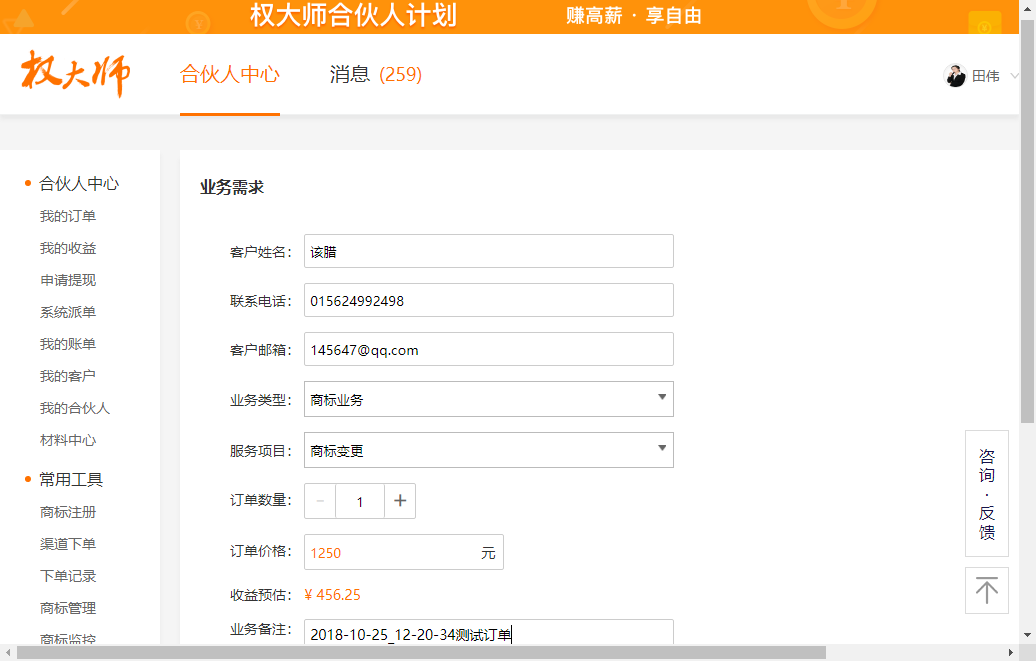 权大师合伙人计划 赚高薪 · 享自由
权大师 合伙人中心 消息 (259) 田伟
合伙人中心
我的订单
我的收益
申请提现
系统派单
我的账单
我的客户
我的合伙人
材料中心
常用工具
商标注册
渠道下单
下单记录
商标管理
商标监控
业务需求
客户姓名： 该腊
联系电话： 015624992498
客户邮箱： 145647@qq.com
业务类型： 商标业务
服务项目： 商标变更
订单数量： － 1 +
订单价格： 1250 元
收益预估： ¥ 456.25
业务备注： 2018-10-25_12-20-34测试订单
咨询·反馈